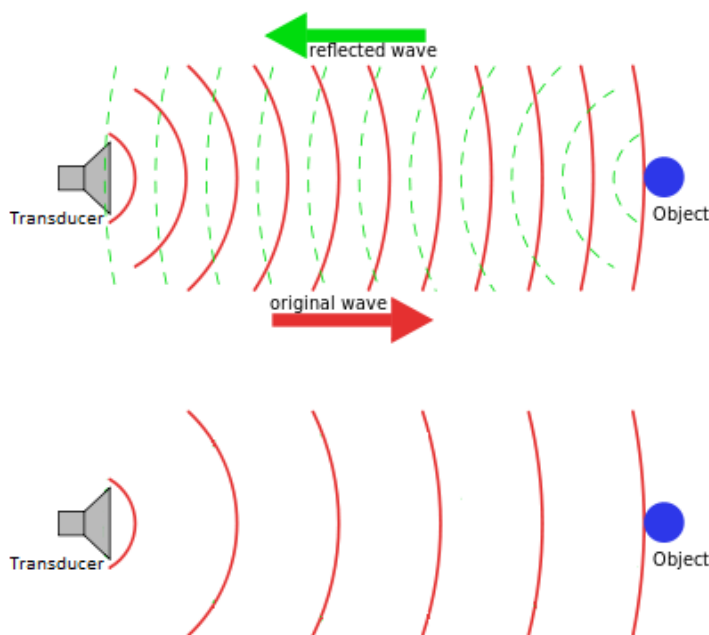 reflected wave
Transducer
Object
original wave
Transducer
Object